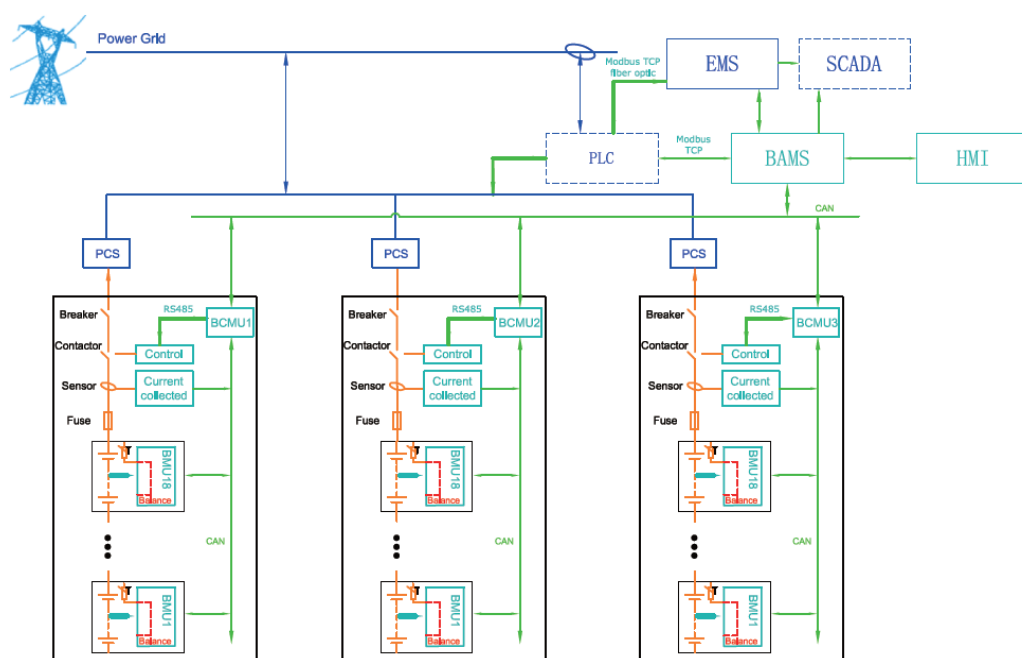 Power Grid
Modbus TCP
fiber optic
EMS
SCADA
PLC
Modbus
TCP
BAMS
HMI
CAN
PCS
PCS
PCS
Breaker
RS485
BCMU1
Contactor
Control
Sensor
Current
collected
Fuse
T
BMU18
Balance
CAN
T
BMU1
Balance
Breaker
RS485
BCMU2
Contactor
Control
Sensor
Current
collected
Fuse
T
BMU18
Balance
CAN
T
BMU1
Balance
Breaker
RS485
BCMU3
Contactor
Control
Sensor
Current
collected
Fuse
T
BMU18
Balance
CAN
T
BMU1
Balance